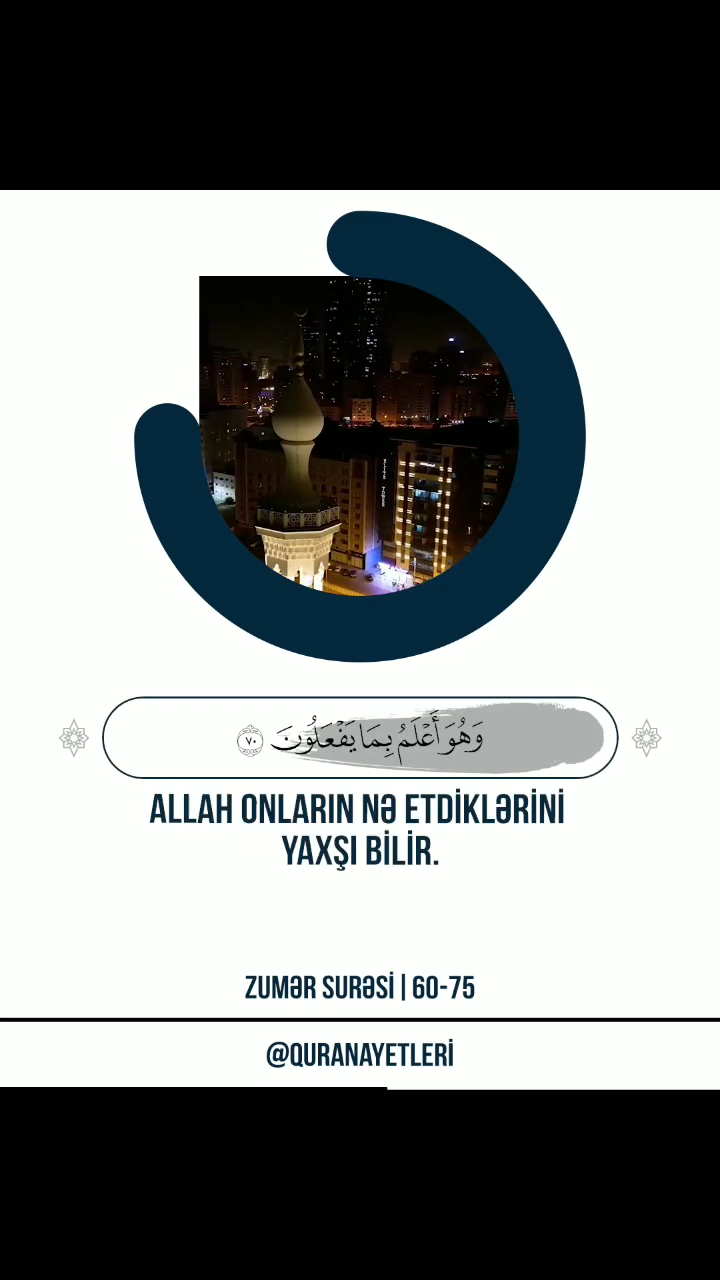 وَهُوَ أَعْلَمُ بِمَا يَفْعَلُونَ ٧٠
ALLAH ONLARIN NƏ ETDİKLƏRİNİ
YAXŞI BİLİR.
ZUMƏR SURƏSİ | 60-75
@QURANAYETLERİ